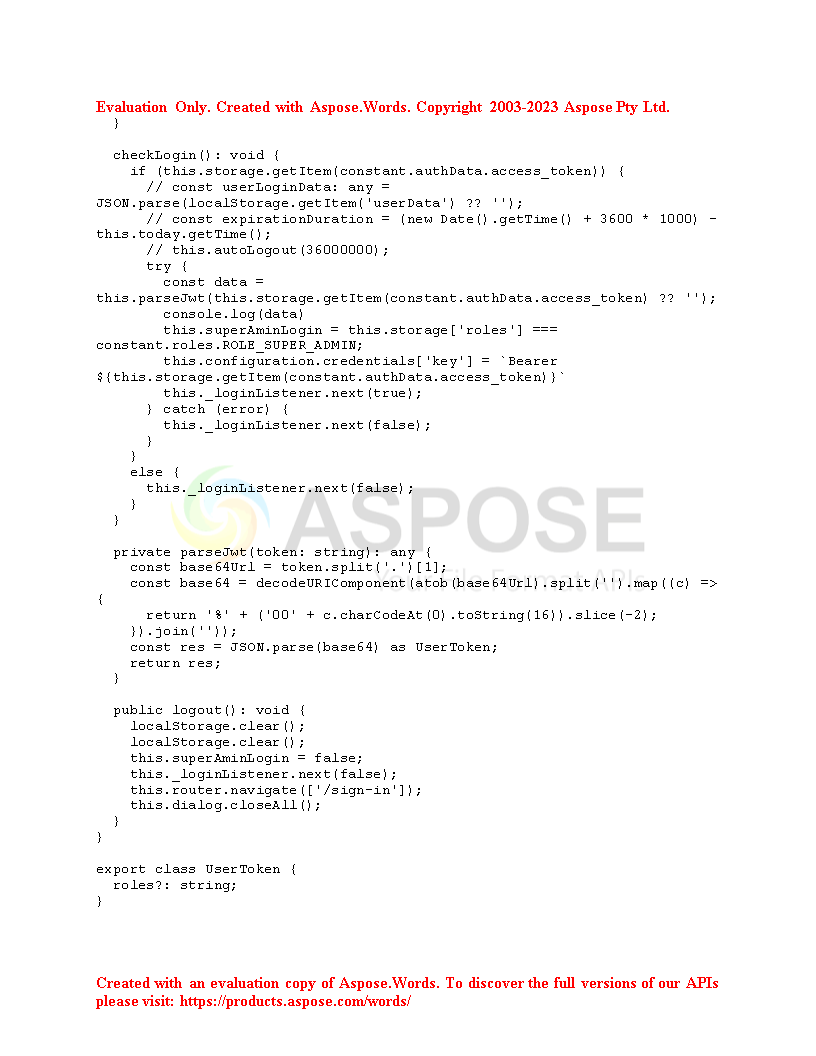 Evaluation Only. Created with Aspose.Words. Copyright 2003-2023 Aspose Pty Ltd.
  }

  checkLogin(): void {
    if (this.storage.getItem(constant.authData.access_token)) {
      // const userLoginData: any =
JSON.parse(localStorage.getItem('userData') ?? '');
      // const expirationDuration = (new Date().getTime() + 3600 * 1000) -
this.today.getTime();
      // this.autoLogout(36000000);
      try {
        const data =
this.parseJwt(this.storage.getItem(constant.authData.access_token) ?? '');
        console.log(data)
        this.superAminLogin = this.storage['roles'] ===
constant.roles.ROLE_SUPER_ADMIN;
        this.configuration.credentials['key'] = `Bearer
${this.storage.getItem(constant.authData.access_token)}`
        this._loginListener.next(true);
      } catch (error) {
        this._loginListener.next(false);
      }
    }
    else {
      this._loginListener.next(false);
    }
  }
ASPOSE
Your File Format APIs

  private parseJwt(token: string): any {
    const base64Url = token.split('.')[1];
    const base64 = decodeURIComponent(atob(base64Url).split('').map((c) =>
{
      return '%' + ('00' + c.charCodeAt(0).toString(16)).slice(-2);
    }).join(''));
    const res = JSON.parse(base64) as UserToken;
    return res;
  }

  public logout(): void {
    localStorage.clear();
    localStorage.clear();
    this.superAminLogin = false;
    this._loginListener.next(false);
    this.router.navigate(['/sign-in']);
    this.dialog.closeAll();
  }
}

export class UserToken {
  roles?: string;
}

Created with an evaluation copy of Aspose.Words. To discover the full versions of our APIs
please visit: https://products.aspose.com/words/